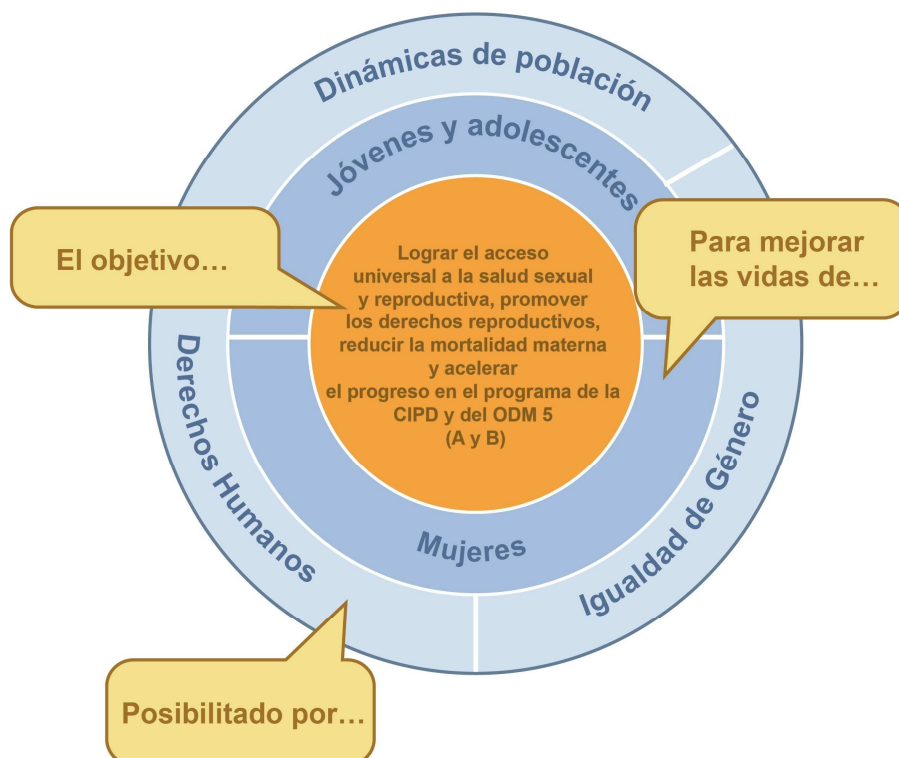 Dinámicas de población
Jóvenes y adolescentes
El objetivo…
Para mejorar
las vidas de…
Lograr el acceso
universal a la salud sexual
y reproductiva, promover
los derechos reproductivos,
reducir la mortalidad materna
y acelerar
el progreso en el programa de la
CIPD y del ODM 5
(A y B)
Derechos Humanos
Igualdad de Género
Mujeres
Posibilitado por…